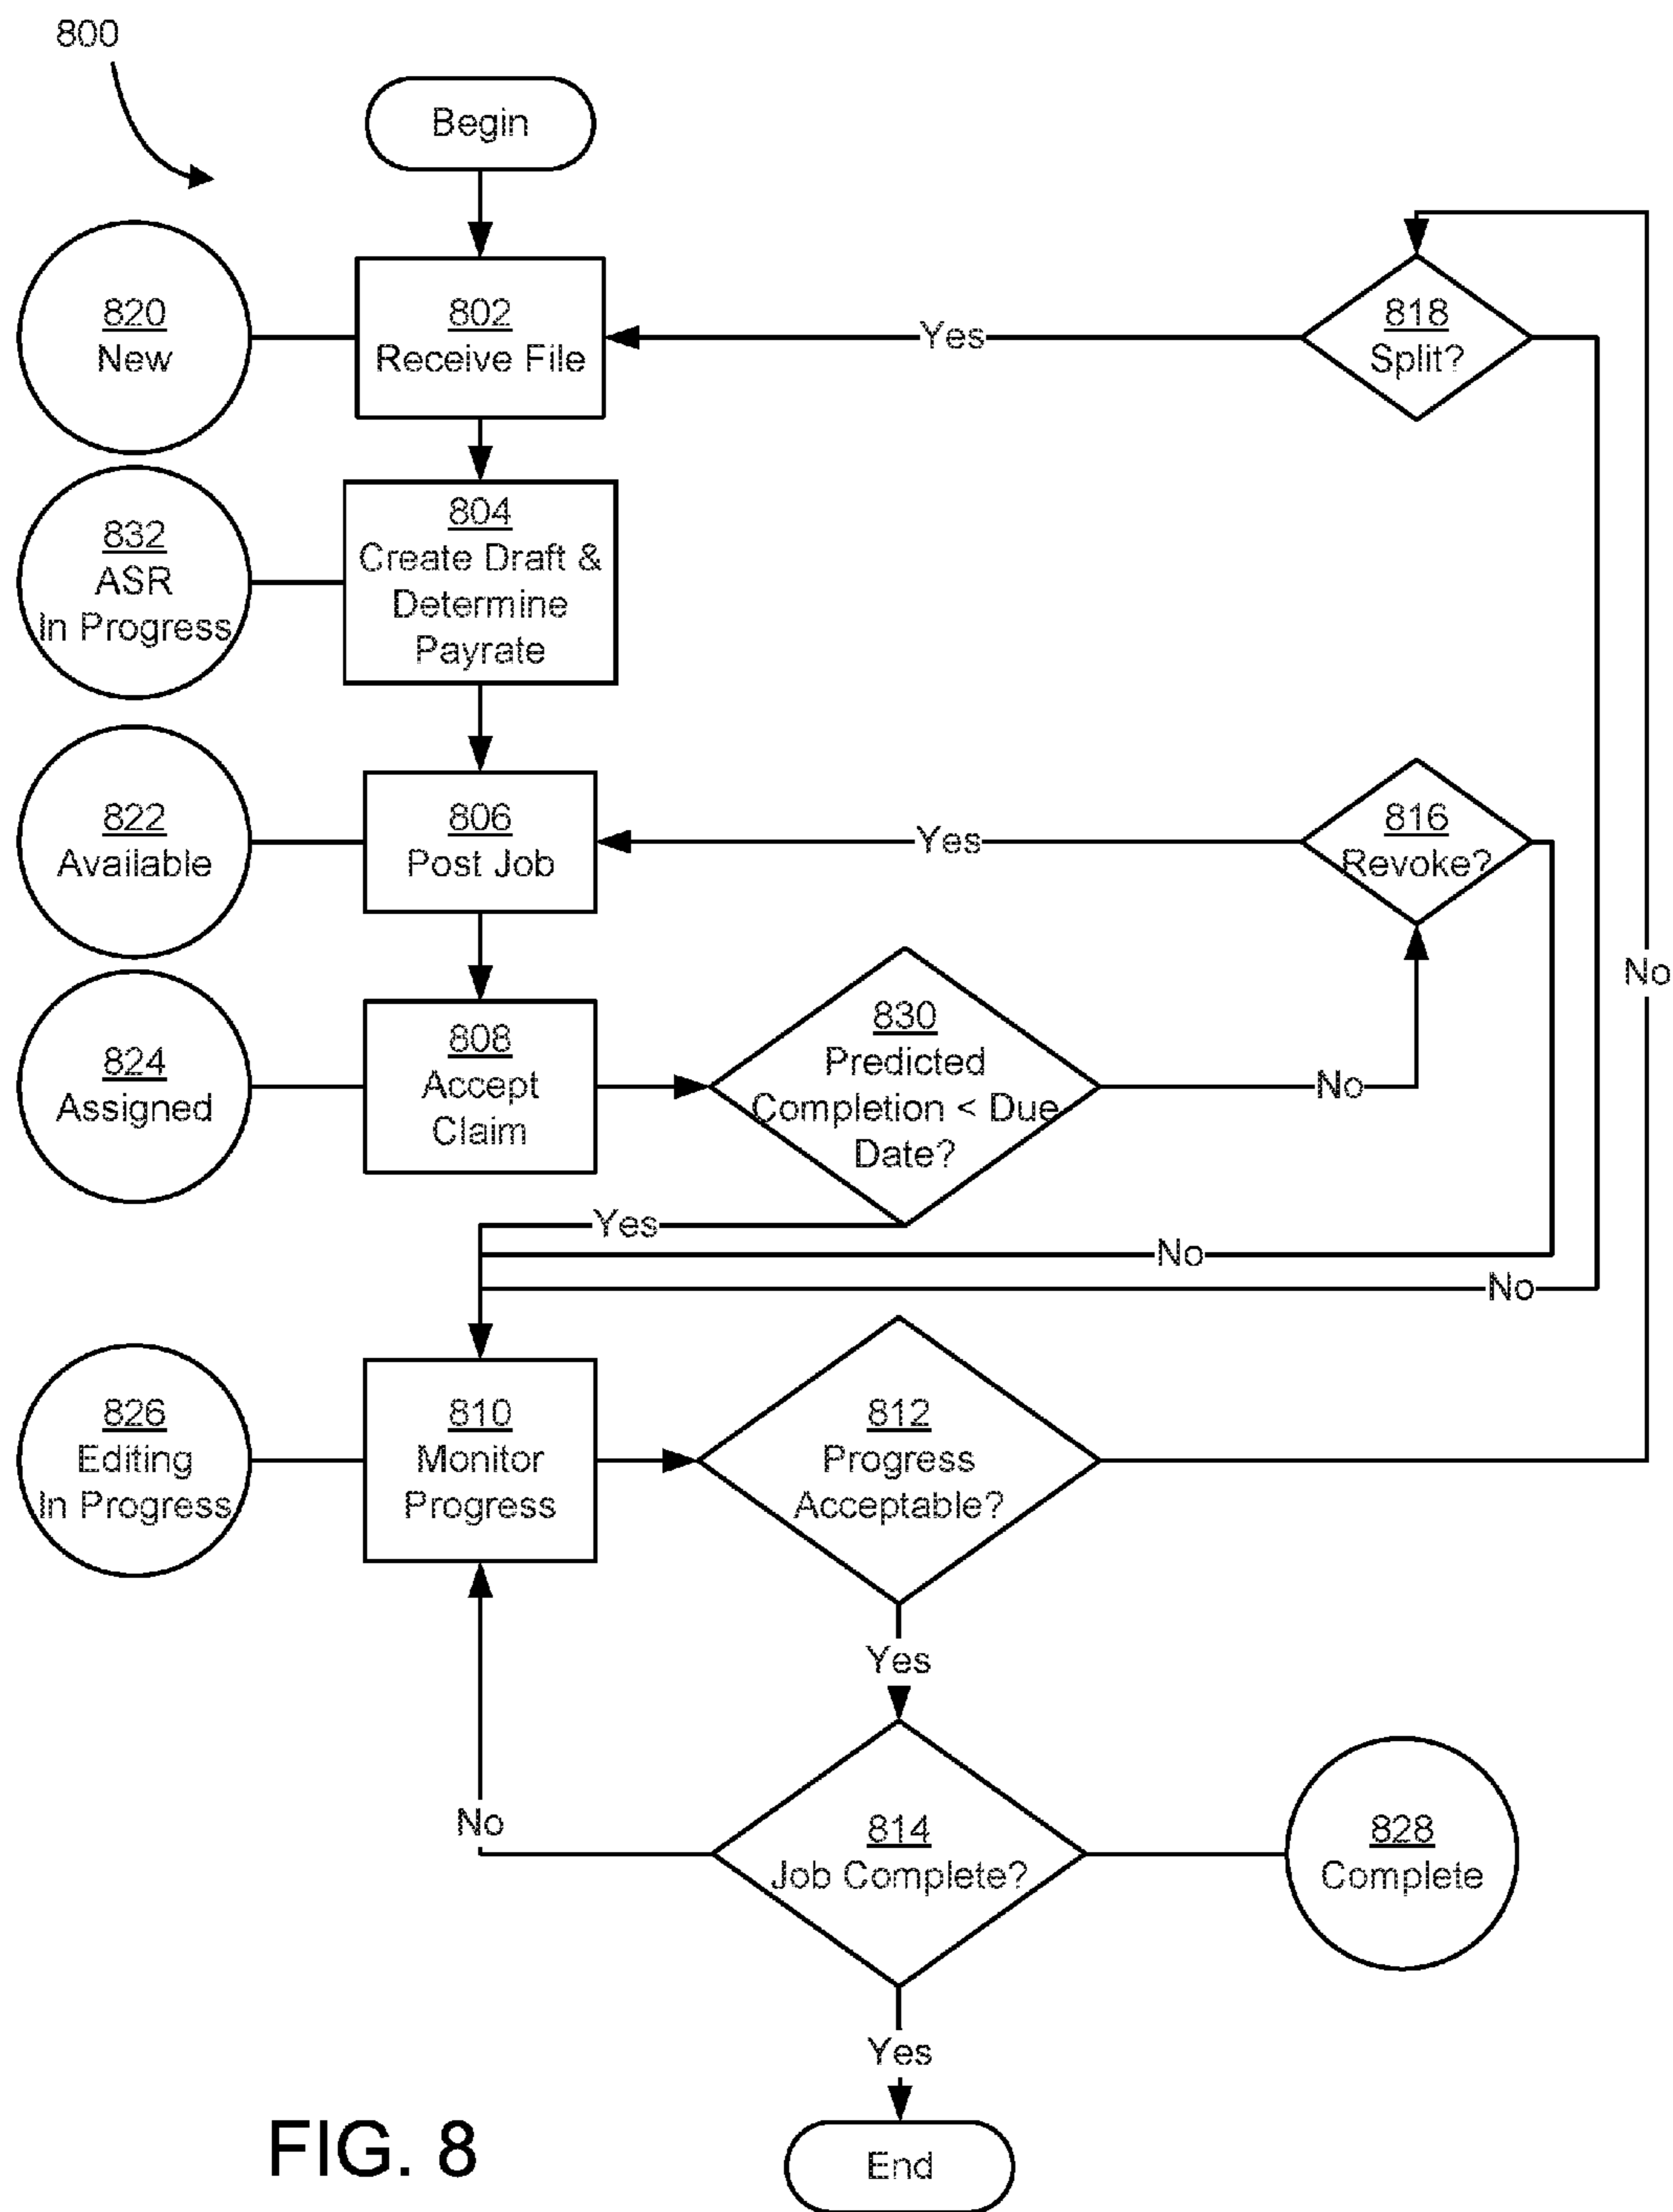 800
Begin
820
New
802
Receive File
Yes
818
Split?
832
ASR
In Progress
804
Create Draft &
Determine
Payrate
822
Available
806
Post Job
Yes
816
Revoke?
No
824
Assigned
808
Accept
Claim
830
Predicted
Completion < Due
Date?
No
Yes
No
No
826
Editing
In Progress
810
Monitor
Progress
812
Progress
Acceptable?
Yes
No
814
Job Complete?
828
Complete
Yes
End
FIG. 8